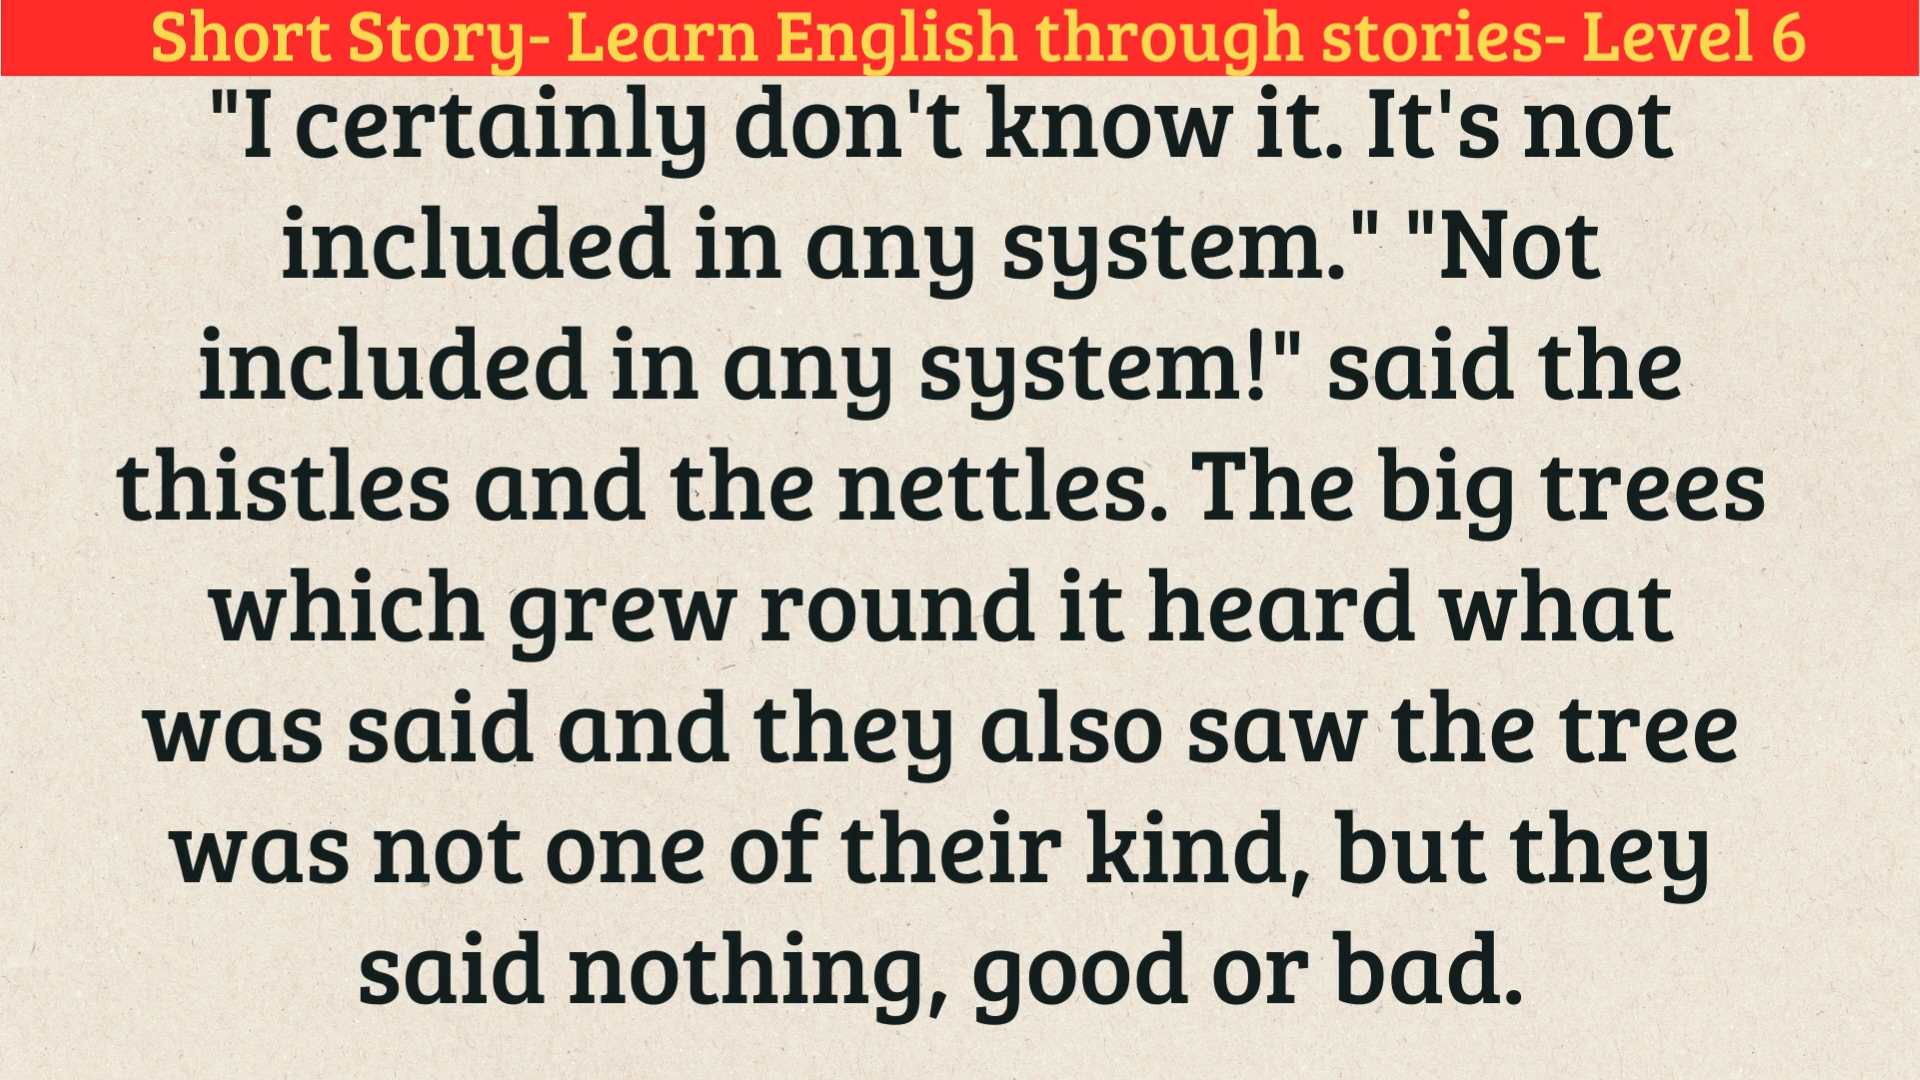 Short Story- Learn English through stories- Level 6
"I certainly don't know it. It's not
included in any system." "Not
included in any system!" said the
thistles and the nettles. The big trees
which grew round it heard what
was said and they also saw the tree
was not one of their kind, but they
said nothing, good or bad.